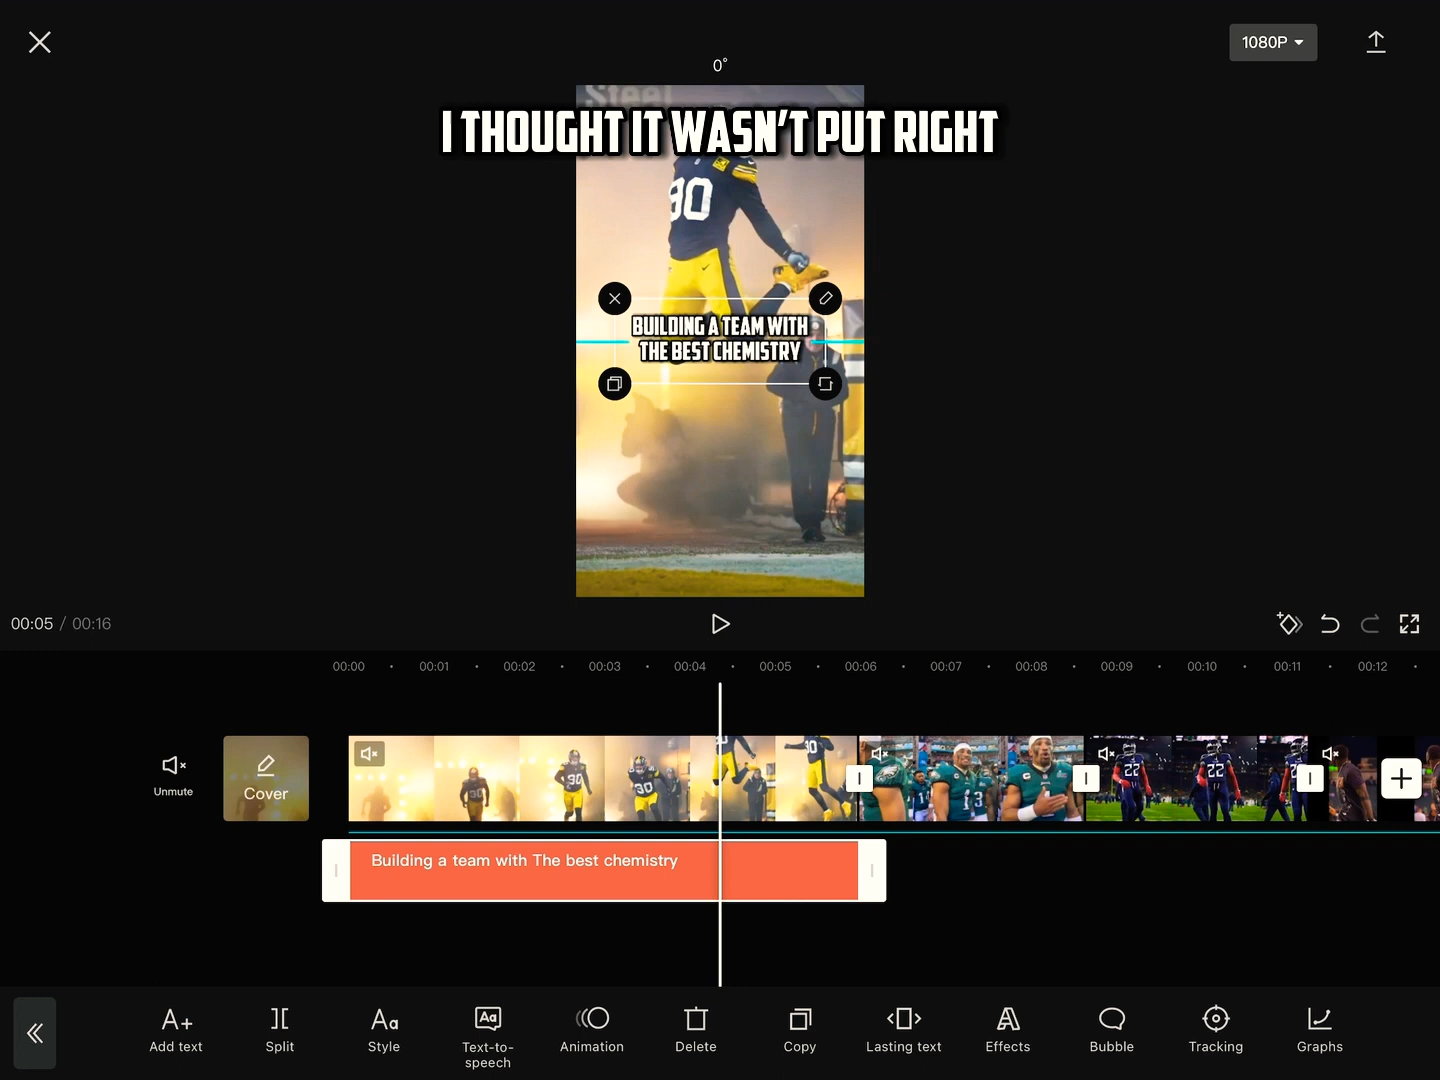 1080P
0°
Steel
I THOUGHT IT WASN'T PUT RIGHT
90
BUILDING A TEAM WITH
THE BEST CHEMISTRY
00:05 / 00:16
00:00 00:01 00:02 00:03 00:04 00:05 00:06 00:07 00:08 00:09 00:10 00:11 00:12
Unmute
Cover
Building a team with The best chemistry
Add text
Split
Style
Text-to-
speech
Animation
Delete
Copy
Lasting text
Effects
Bubble
Tracking
Graphs